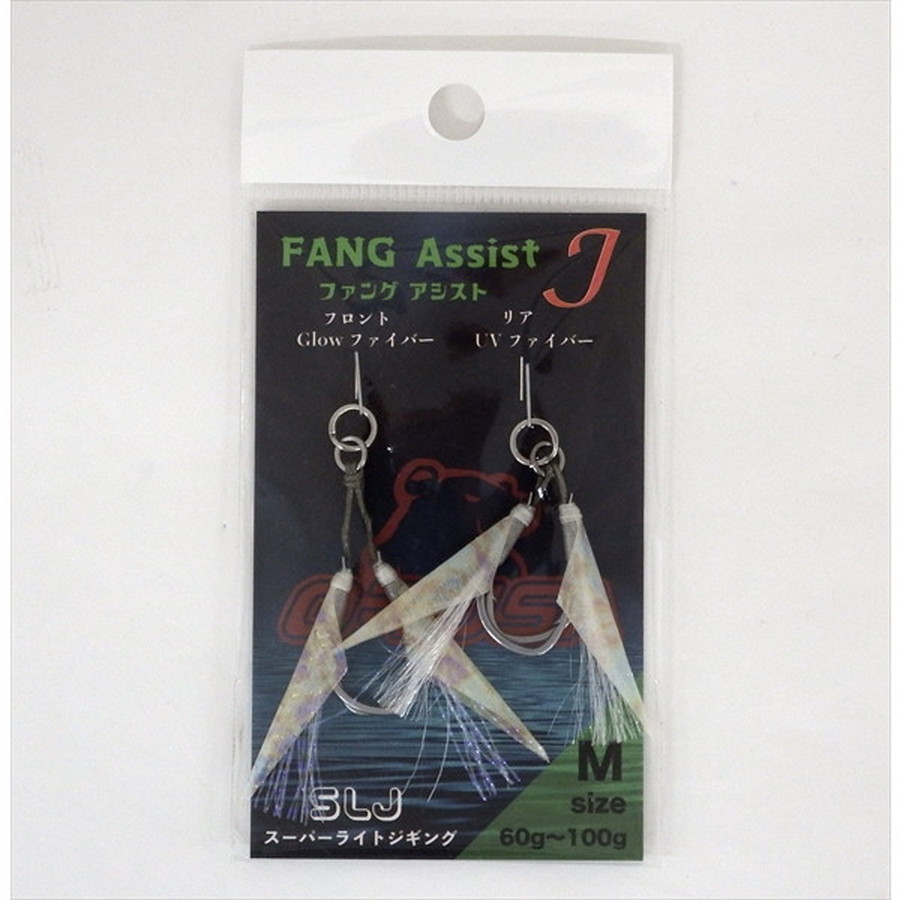 FANG Assist J
ファング アシスト
フロント リア
Glow ファイバー UV ファイバー
SLJ
スーパーライトジギング
M
size
60g～100g